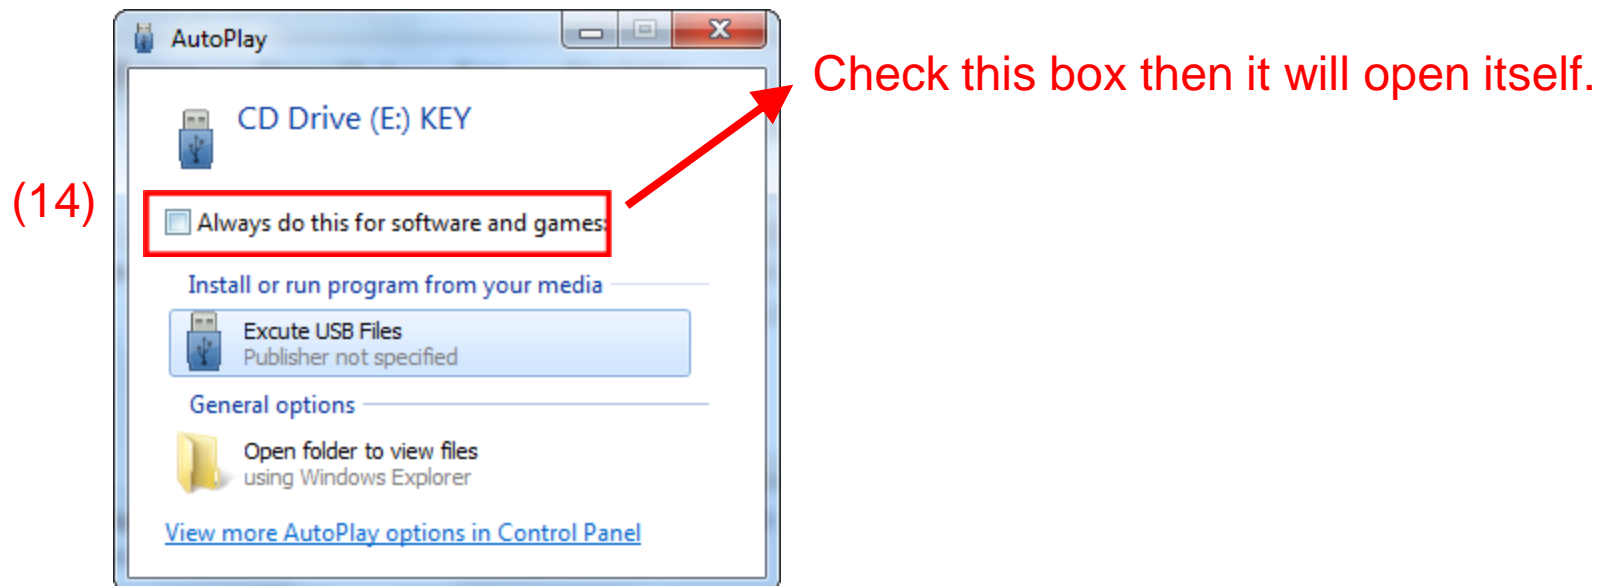 AutoPlay
Check this box then it will open itself.
CD Drive (E:) KEY
(14)
Always do this for software and games:
Install or run program from your media
Excute USB Files
Publisher not specified
General options
Open folder to view files
using Windows Explorer
View more AutoPlay options in Control Panel